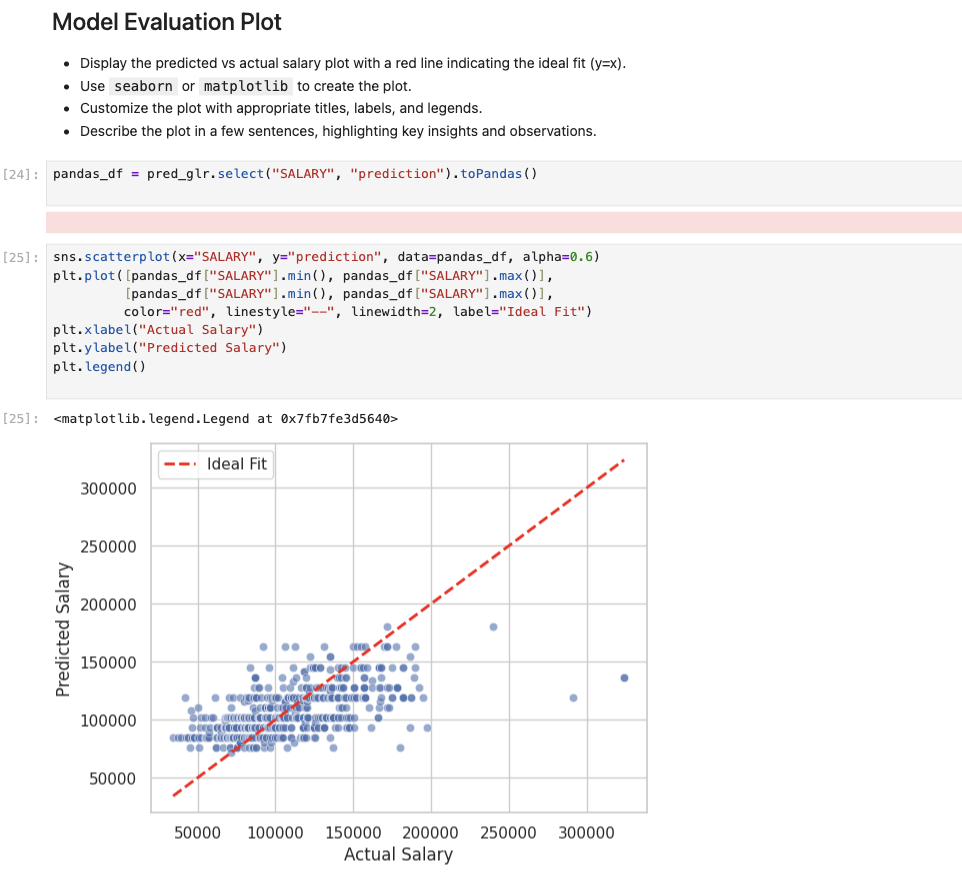 Model Evaluation Plot
Display the predicted vs actual salary plot with a red line indicating the ideal fit (y=x).
Use seaborn or matplotlib to create the plot.
Customize the plot with appropriate titles, labels, and legends.
Describe the plot in a few sentences, highlighting key insights and observations.
[24]: pandas_df = pred_glr.select("SALARY", "prediction").toPandas()
[25]: sns.scatterplot(x="SALARY", y="prediction", data=pandas_df, alpha=0.6)
plt.plot([pandas_df["SALARY"].min(), pandas_df["SALARY"].max()],
[pandas_df["SALARY"].min(), pandas_df["SALARY"].max()],
color="red", linestyle="--", linewidth=2, label="Ideal Fit")
plt.xlabel("Actual Salary")
plt.ylabel("Predicted Salary")
plt.legend()
[25]: <matplotlib.legend.Legend at 0x7fb7fe3d5640>
Ideal Fit
300000
250000
200000
150000
100000
50000
Predicted Salary
50000 100000 150000 200000 250000 300000
Actual Salary